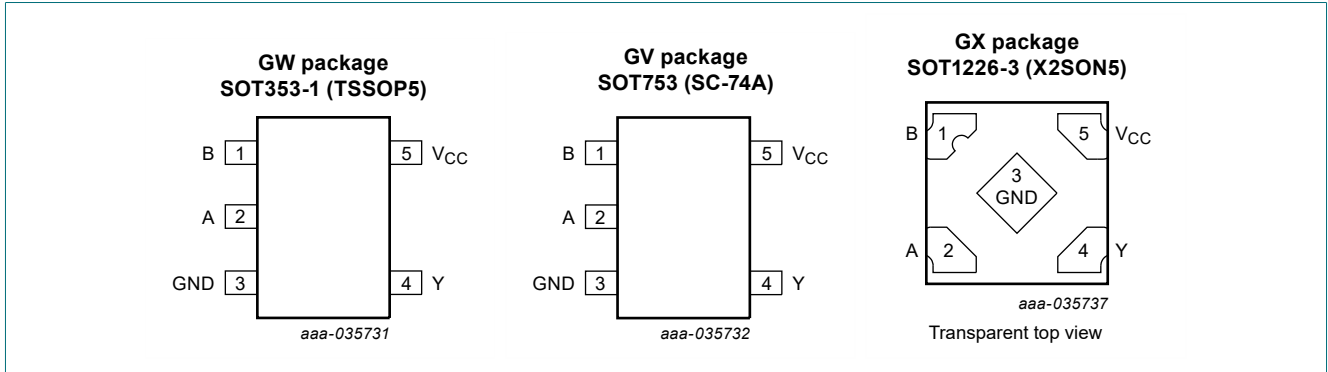 GW package
SOT353-1 (TSSOP5)
B 1
5 VCC
A 2
GND 3
4 Y
aaa-035731
GV package
SOT753 (SC-74A)
B 1
5 VCC
A 2
GND 3
4 Y
aaa-035732
GX package
SOT1226-3 (X2SON5)
B 1
5 VCC
3
GND
A 2
4 Y
aaa-035737
Transparent top view